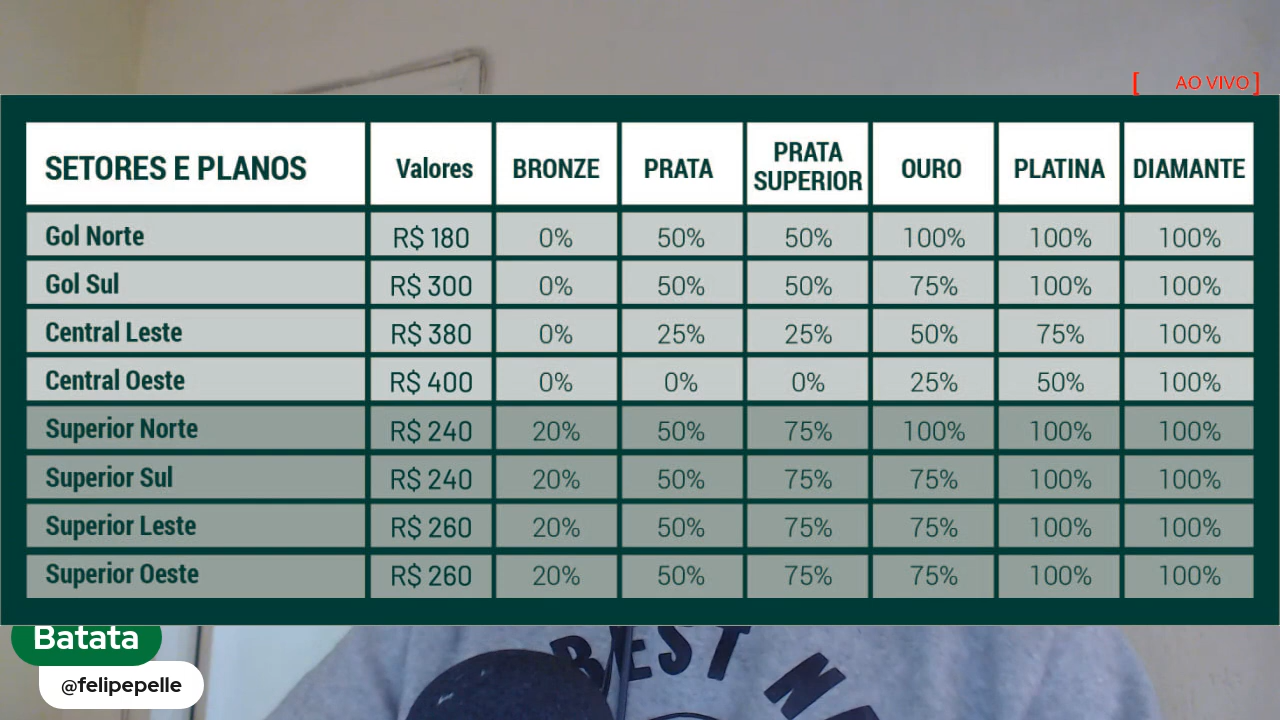 [ AO VIVO ]
SETORES E PLANOS Valores BRONZE PRATA PRATA SUPERIOR OURO PLATINA DIAMANTE
Gol Norte R$ 180 0% 50% 50% 100% 100% 100%
Gol Sul R$ 300 0% 50% 50% 75% 100% 100%
Central Leste R$ 380 0% 25% 25% 50% 75% 100%
Central Oeste R$ 400 0% 0% 0% 25% 50% 100%
Superior Norte R$ 240 20% 50% 75% 100% 100% 100%
Superior Sul R$ 240 20% 50% 75% 75% 100% 100%
Superior Leste R$ 260 20% 50% 75% 75% 100% 100%
Superior Oeste R$ 260 20% 50% 75% 75% 100% 100%
Batata
@felipepelle
BEST